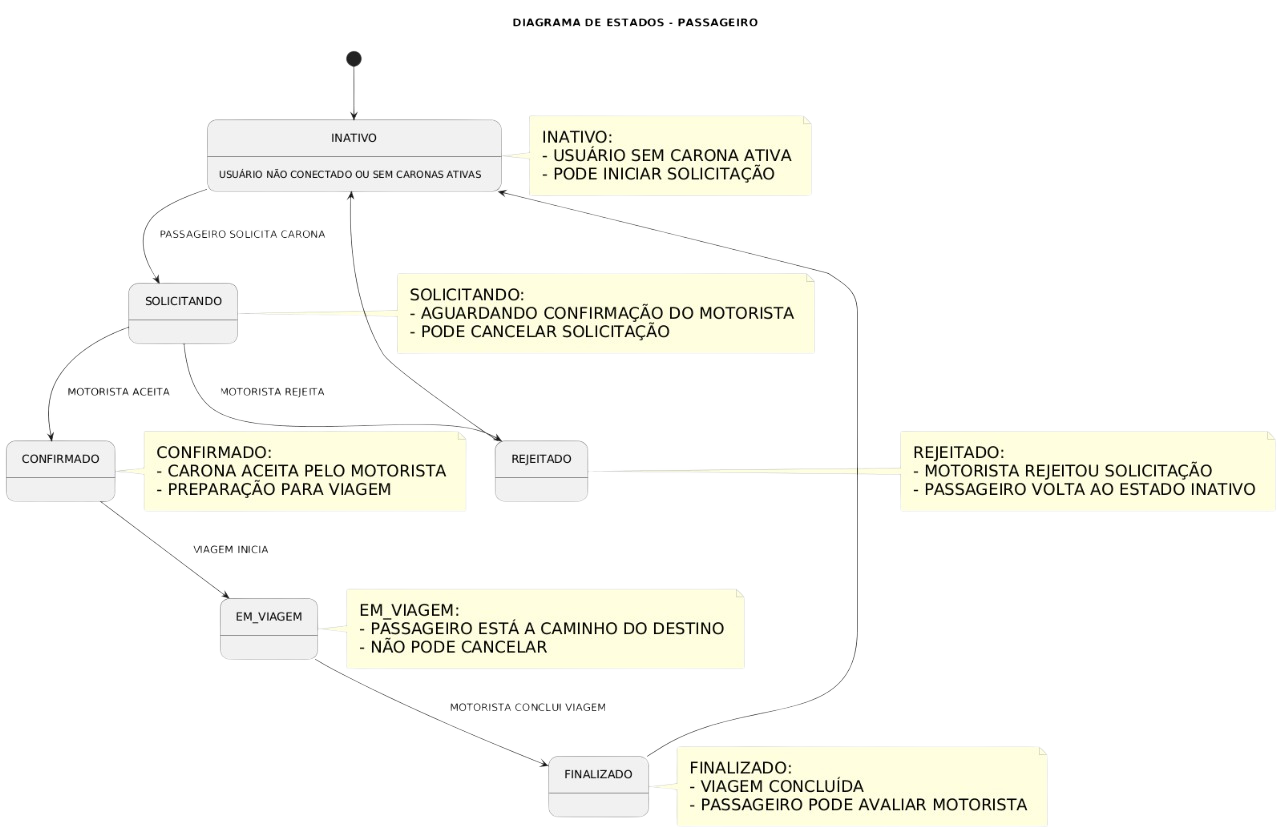 DIAGRAMA DE ESTADOS - PASSAGEIRO
INATIVO
USUÁRIO NÃO CONECTADO OU SEM CARONAS ATIVAS
INATIVO:
- USUÁRIO SEM CARONA ATIVA
- PODE INICIAR SOLICITAÇÃO
PASSAGEIRO SOLICITA CARONA
SOLICITANDO
SOLICITANDO:
- AGUARDANDO CONFIRMAÇÃO DO MOTORISTA
- PODE CANCELAR SOLICITAÇÃO
MOTORISTA ACEITA
MOTORISTA REJEITA
CONFIRMADO
CONFIRMADO:
- CARONA ACEITA PELO MOTORISTA
- PREPARAÇÃO PARA VIAGEM
REJEITADO
REJEITADO:
- MOTORISTA REJEITOU SOLICITAÇÃO
- PASSAGEIRO VOLTA AO ESTADO INATIVO
VIAGEM INICIA
EM_VIAGEM
EM_VIAGEM:
- PASSAGEIRO ESTÁ A CAMINHO DO DESTINO
- NÃO PODE CANCELAR
MOTORISTA CONCLUI VIAGEM
FINALIZADO
FINALIZADO:
- VIAGEM CONCLUÍDA
- PASSAGEIRO PODE AVALIAR MOTORISTA